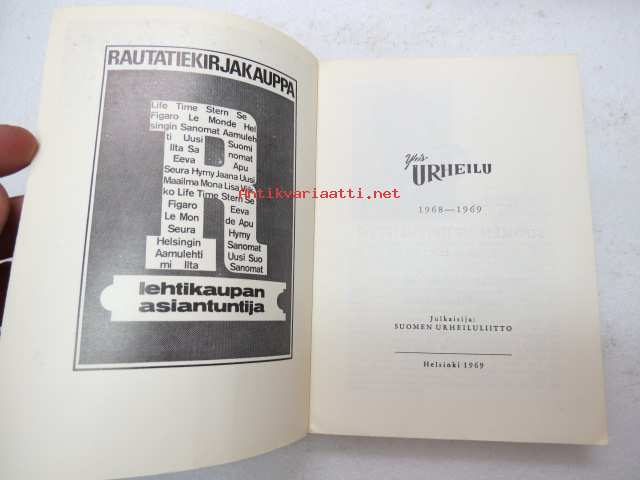 RAUTATIEKIRJAKAUPPA
Life Time Stern Se
Figaro Le Monde Hel
singin Sanomat Aamuleh
ti Uusi Suomi
Ilta Sa nomat
Eeva Apu
Seura Hymy Jaana Uusi
Maailma Mona Lisa Viik
ko Life Time Stern Se
Figaro Eeva
Le Mon de Apu
Seura Hymy
Helsingin Sanomat
Aamulehti Uusi Suo
mi Ilta Sanomat
lehtikaupan
asiantuntija
Yleis-
URHEILU
1968—1969
Julkaisija:
SUOMEN URHEILULIITTO
Helsinki 1969
Antikvariaatti.net